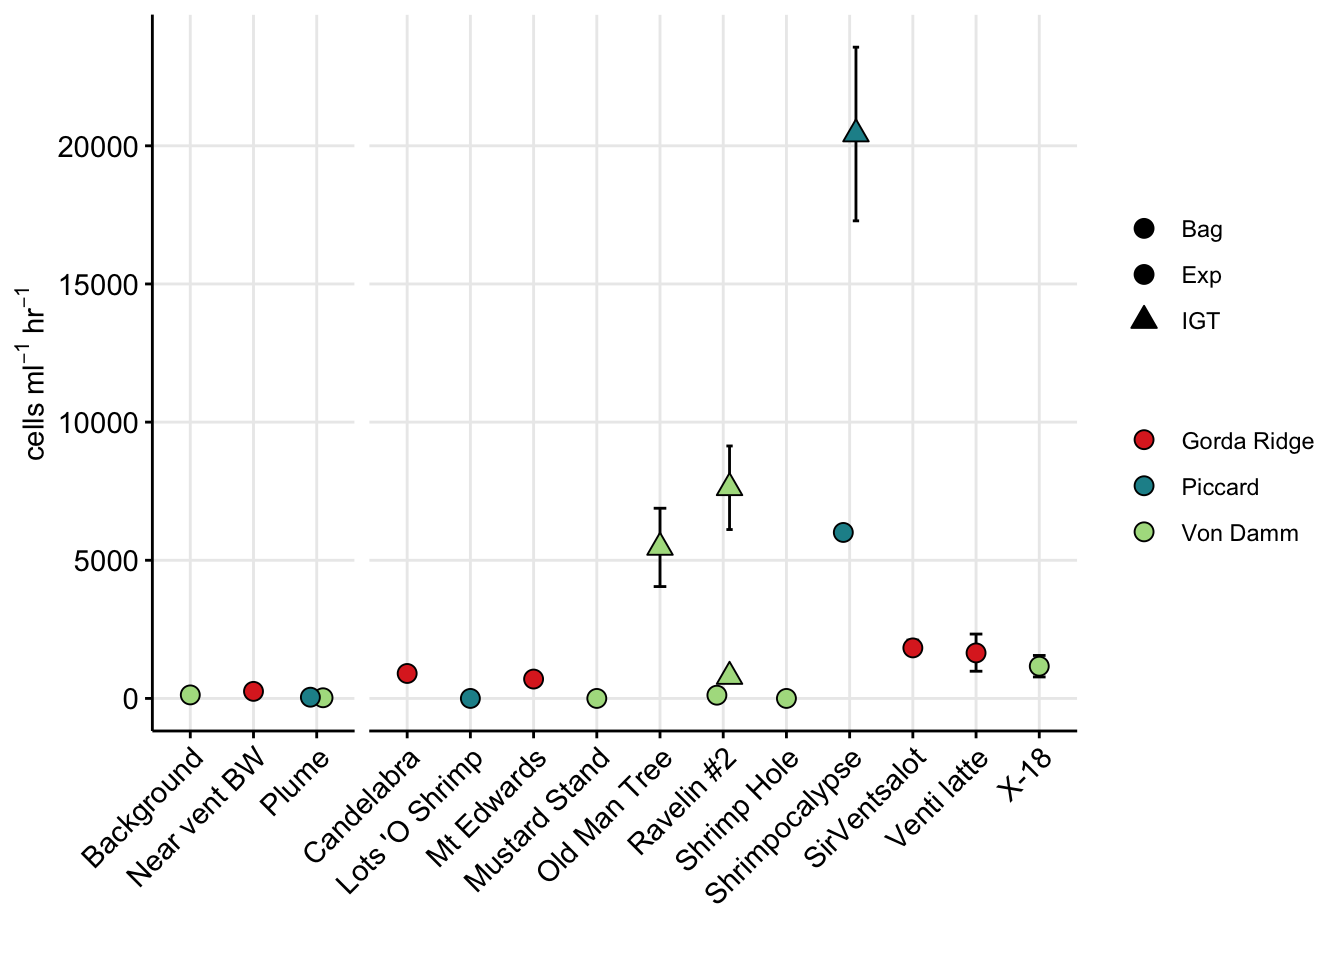 cells ml⁻¹ hr⁻¹
20000
15000
10000
5000
0
Background
Near vent BW
Plume
Candelabra
Lots 'O Shrimp
Mt Edwards
Mustard Stand
Old Man Tree
Ravelin #2
Shrimp Hole
Shrimpocalypse
SirVentsalot
Venti latte
X-18
Bag
Exp
IGT
Gorda Ridge
Piccard
Von Damm